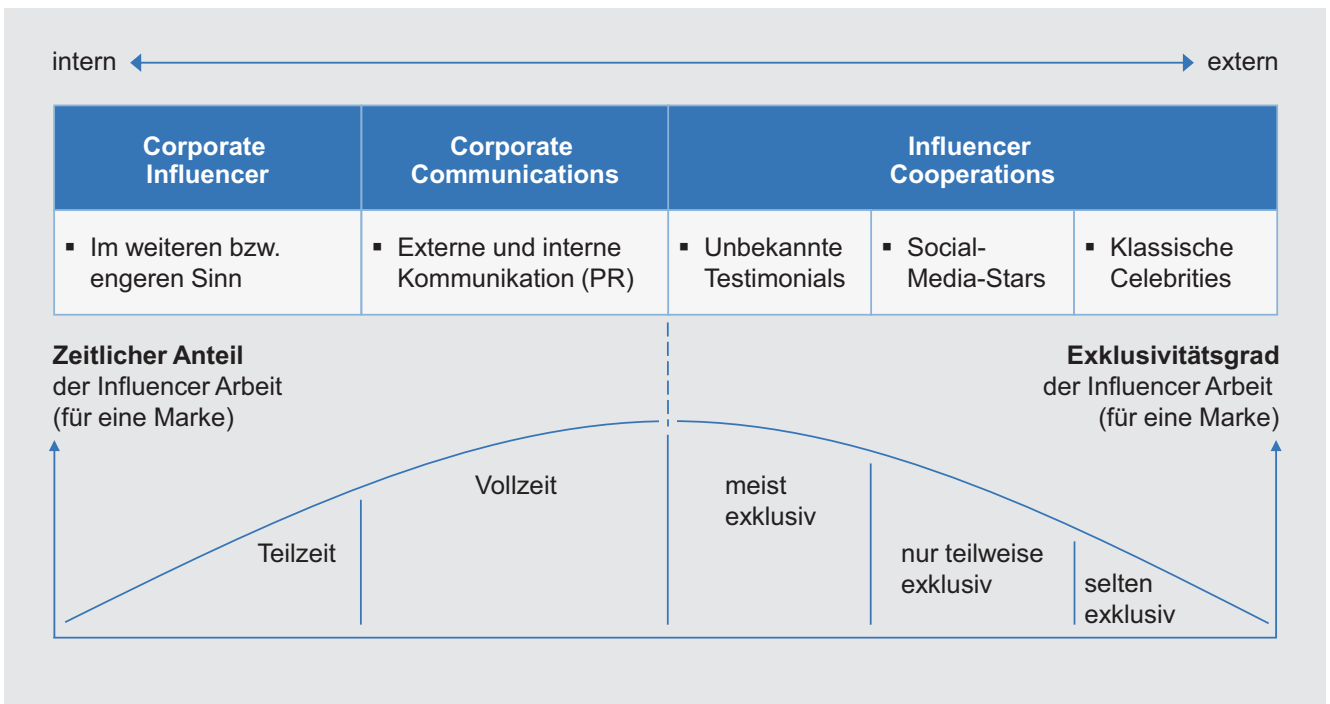 intern
extern
Corporate
Influencer
Corporate
Communications
Influencer
Cooperations
▪ Im weiteren bzw.
engeren Sinn
▪ Externe und interne
Kommunikation (PR)
▪ Unbekannte
Testimonials
▪ Social-
Media-Stars
▪ Klassische
Celebrities
Zeitlicher Anteil
der Influencer Arbeit
(für eine Marke)
Exklusivitätsgrad
der Influencer Arbeit
(für eine Marke)
Teilzeit
Vollzeit
meist
exklusiv
nur teilweise
exklusiv
selten
exklusiv